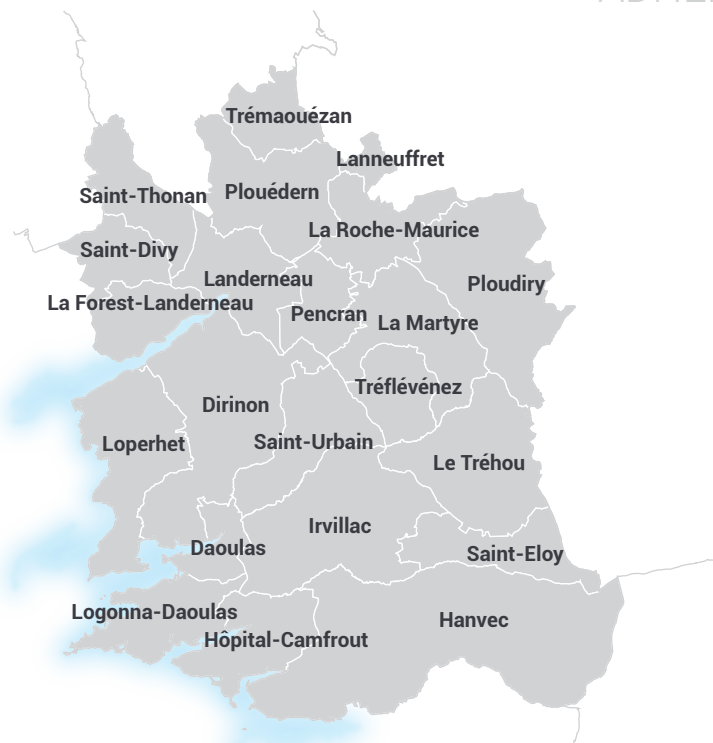 Trémaouézan
Lanneuffret
Saint-Thonan
Plouédern
La Roche-Maurice
Saint-Divy
Landerneau
Ploudiry
La Forest-Landerneau
Pencran
La Martyre
Tréflévénez
Dirinon
Loperhet
Saint-Urbain
Le Tréhou
Irvillac
Daoulas
Saint-Eloy
Logonna-Daoulas
Hanvec
Hôpital-Camfrout